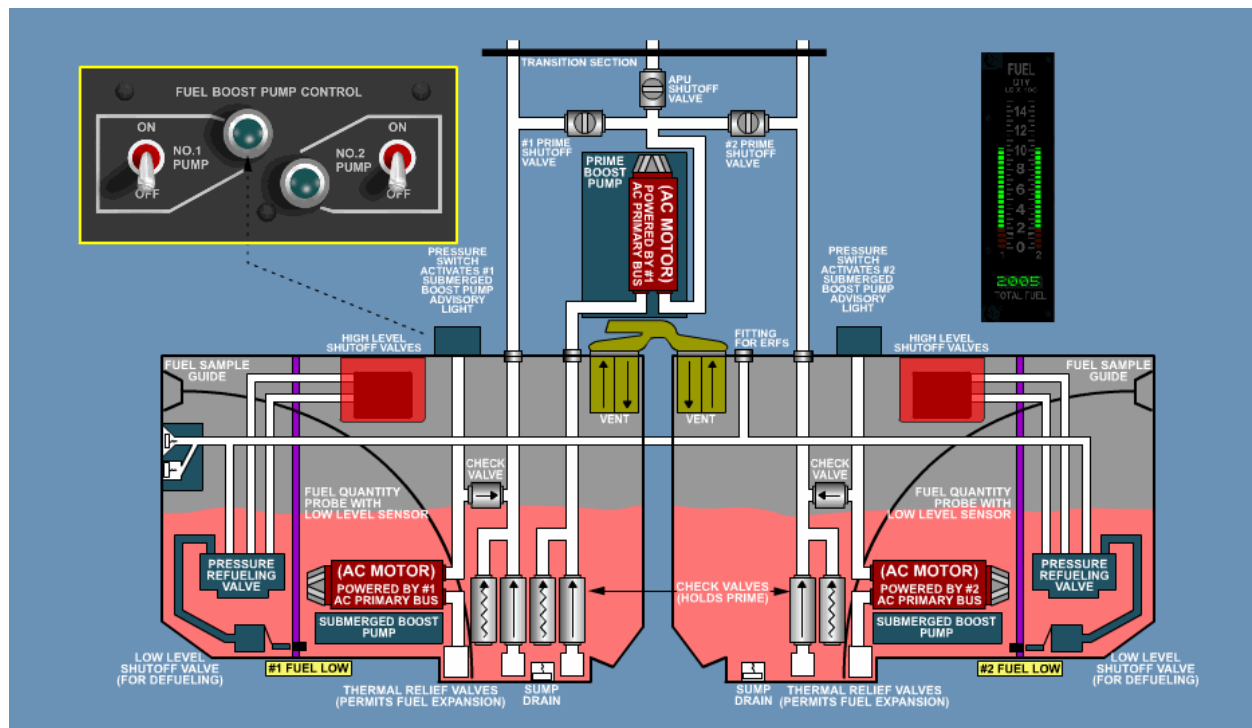 TRANSITION SECTION
APU
SHUTOFF
VALVE
FUEL
QTY
LB X 100
14
12
10
8
6
4
2
0
1 2
2005
TOTAL FUEL
FUEL BOOST PUMP CONTROL
ON
NO.1
PUMP
OFF
ON
NO.2
PUMP
OFF
#1 PRIME
SHUTOFF
VALVE
#2 PRIME
SHUTOFF
VALVE
PRIME
BOOST
PUMP
(AC MOTOR)
POWERED BY #1
AC PRIMARY BUS
PRESSURE
SWITCH
ACTIVATES #1
SUBMERGED
BOOST PUMP
ADVISORY
LIGHT
PRESSURE
SWITCH
ACTIVATES #2
SUBMERGED
BOOST PUMP
ADVISORY
LIGHT
HIGH LEVEL
SHUTOFF VALVES
FITTING
FOR ERFS
HIGH LEVEL
SHUTOFF VALVES
FUEL SAMPLE
GUIDE
FUEL SAMPLE
GUIDE
VENT
VENT
CHECK
VALVE
CHECK
VALVE
FUEL QUANTITY
PROBE WITH
LOW LEVEL SENSOR
FUEL QUANTITY
PROBE WITH
LOW LEVEL SENSOR
PRESSURE
REFUELING
VALVE
(AC MOTOR)
POWERED BY #1
AC PRIMARY BUS
SUBMERGED BOOST
PUMP
CHECK VALVES
(HOLDS PRIME)
(AC MOTOR)
POWERED BY #2
AC PRIMARY BUS
SUBMERGED BOOST
PUMP
PRESSURE
REFUELING
VALVE
LOW LEVEL
SHUTOFF VALVE
(FOR DEFUELING)
#1 FUEL LOW
THERMAL RELIEF VALVES
(PERMITS FUEL EXPANSION)
SUMP
DRAIN
SUMP
DRAIN
THERMAL RELIEF VALVES
(PERMITS FUEL EXPANSION)
#2 FUEL LOW
LOW LEVEL
SHUTOFF VALVE
(FOR DEFUELING)